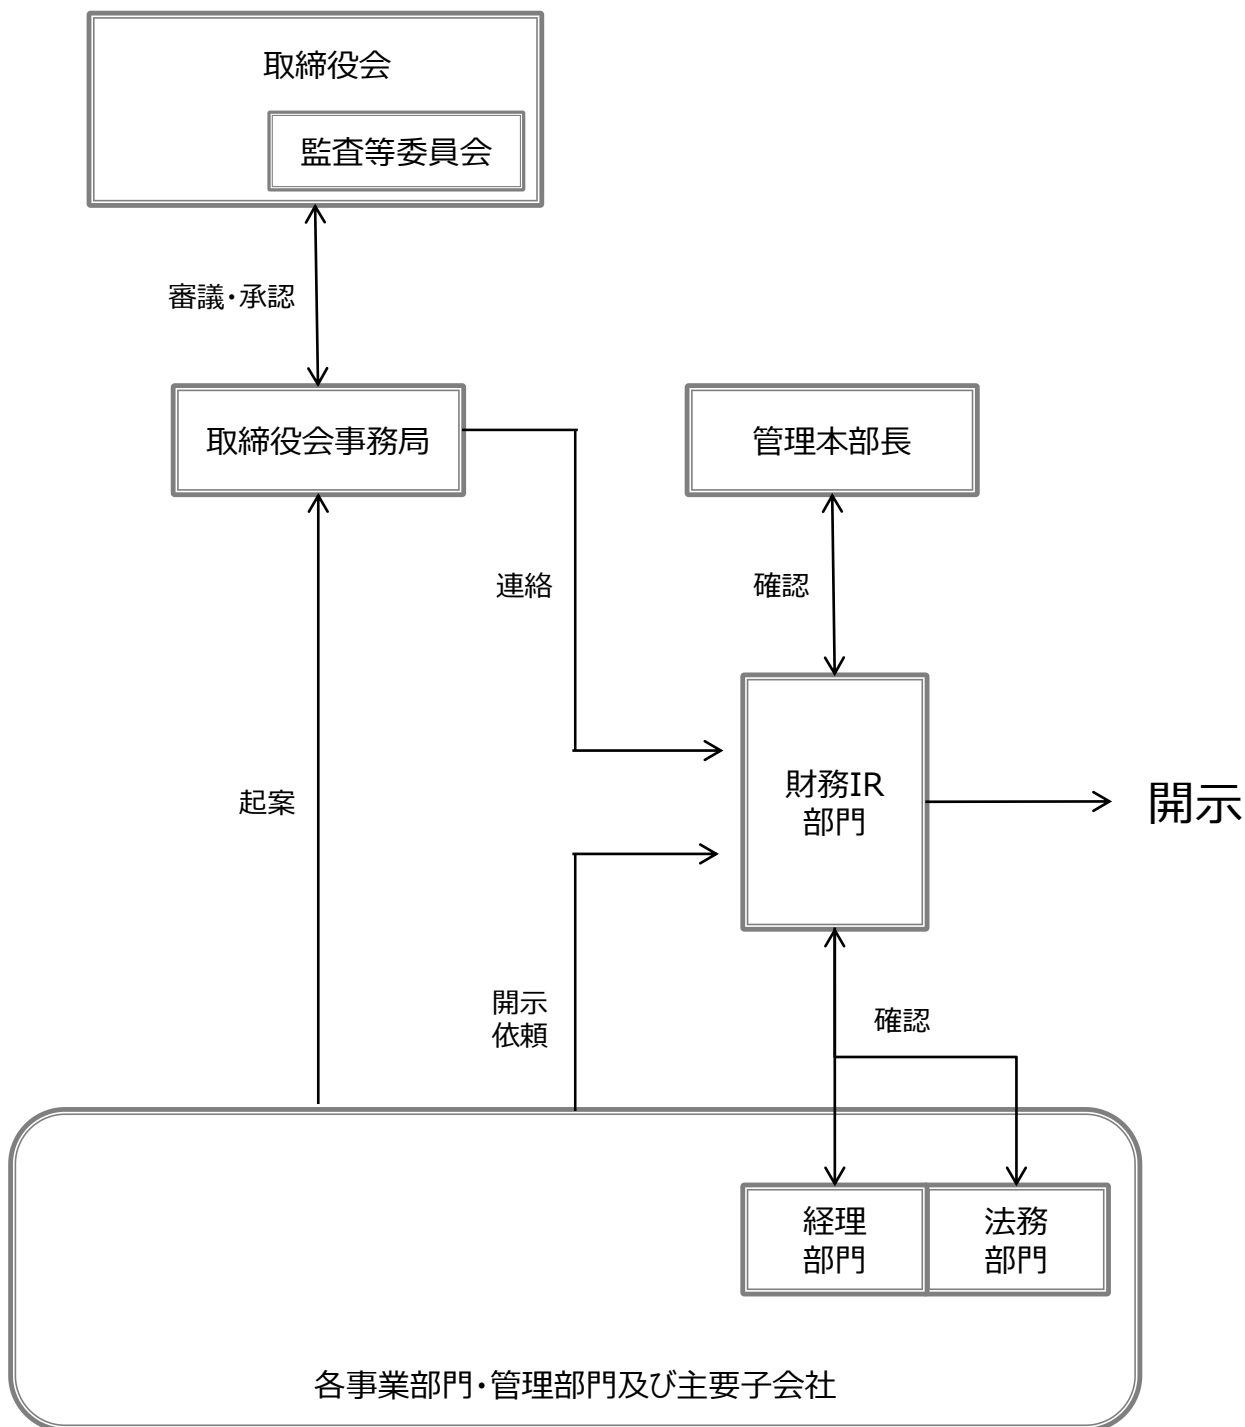 取締役会
監査等委員会
審議・承認
取締役会事務局
管理本部長
連絡
確認
財務IR
部門
起案
開示
開示
依頼
確認
経理
部門
法務
部門
各事業部門・管理部門及び主要子会社